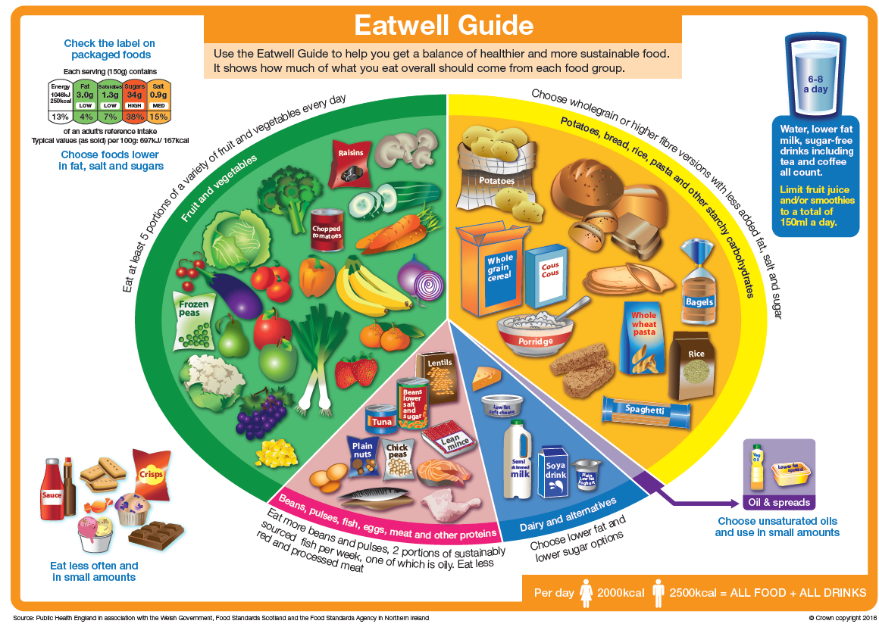 Eatwell Guide
Use the Eatwell Guide to help you get a balance of healthier and more sustainable food.
It shows how much of what you eat overall should come from each food group.
Check the label on
packaged foods
Each serving (150g) contains
Energy
1046kJ
250kcal
13%
Fat
3.0g
LOW
4%
Saturates
1.3g
LOW
7%
Sugars
34g
HIGH
38%
Salt
0.9g
MED
15%
of an adult's reference intake
Typical values (as sold) per 100g: 697kJ/ 167kcal
Choose foods lower
in fat, salt and sugars
6-8
a day
Water, lower fat
milk, sugar-free
drinks including
tea and coffee
all count.
Limit fruit juice
and/or smoothies
to a total of
150ml a day.
Eat at least 5 portions of a variety of fruit and vegetables every day
Fruit and vegetables
Raisins
Chopped
tomatoes
Frozen
peas
Choose wholegrain or higher fibre versions with less added fat, salt and sugar
Potatoes, bread, rice, pasta and other starchy carbohydrates
Potatoes
Whole
grain
cereal
Cous
Cous
Bagels
Porridge
Whole
wheat
pasta
Rice
Spaghetti
Lentils
Beans
lower
salt
and
sugar
Tuna
Plain
nuts
Chick
peas
Lean
mince
Beans, pulses, fish, eggs, meat and other proteins
Eat more beans and pulses, 2 portions of sustainably
sourced fish per week, one of which is oily. Eat less
red and processed meat
Low fat
soft cheese
Semi
skimmed
milk
Soya
drink
Dairy and alternatives
Choose lower fat and
lower sugar options
Veg
Oil
Lower fat
spread
Oil & spreads
Choose unsaturated oils
and use in small amounts
Sauce
Crisps
Eat less often and
in small amounts
Per day 2000kcal 2500kcal = ALL FOOD + ALL DRINKS
Source: Public Health England in association with the Welsh Government, Food Standards Scotland and the Food Standards Agency in Northern Ireland
© Crown copyright 2018